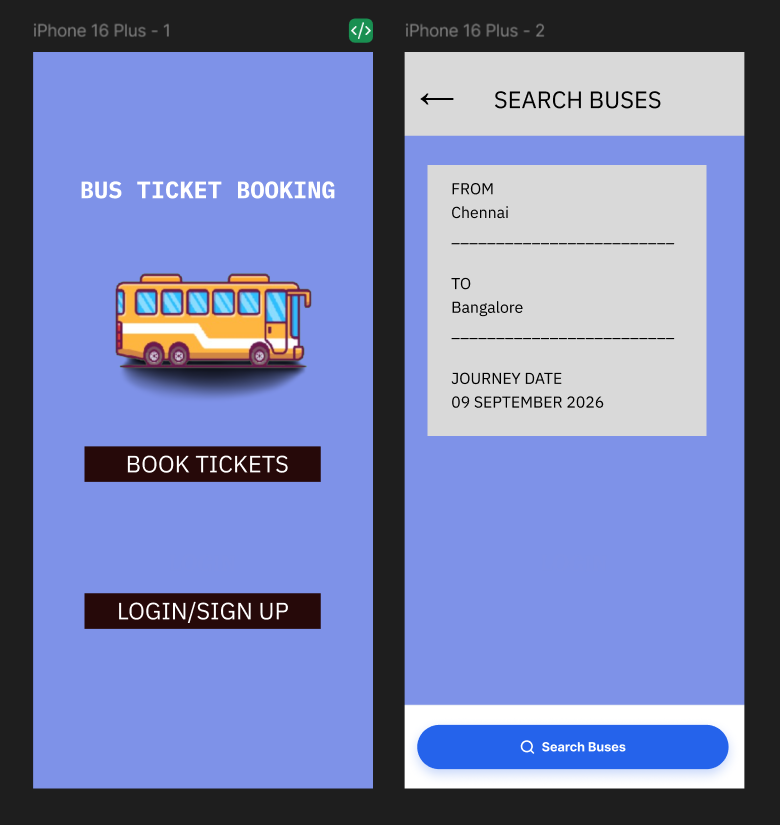 iPhone 16 Plus - 1
BUS TICKET BOOKING
BOOK TICKETS
LOGIN/SIGN UP
iPhone 16 Plus - 2
SEARCH BUSES
FROM
Chennai
TO
Bangalore
JOURNEY DATE
09 SEPTEMBER 2026
Search Buses